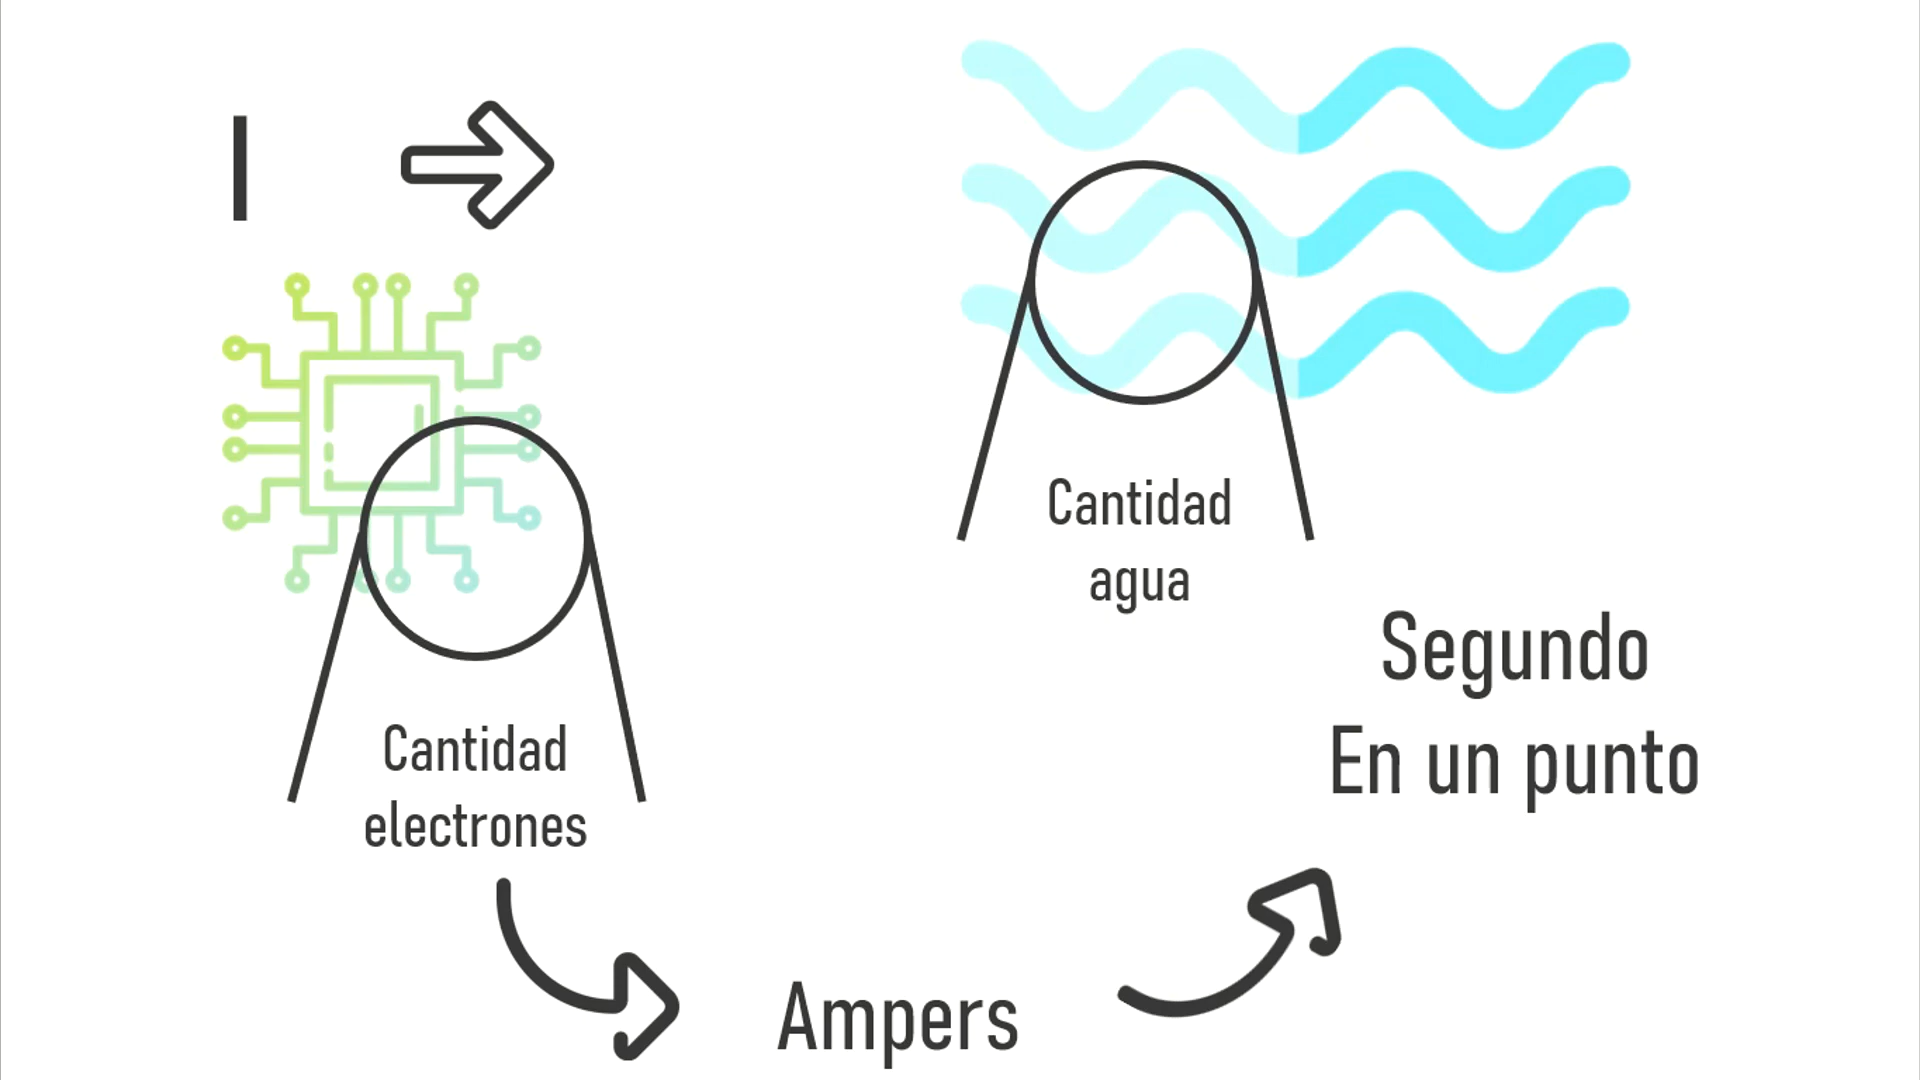 I
Cantidad
agua
Segundo
En un punto
Cantidad
electrones
Ampers